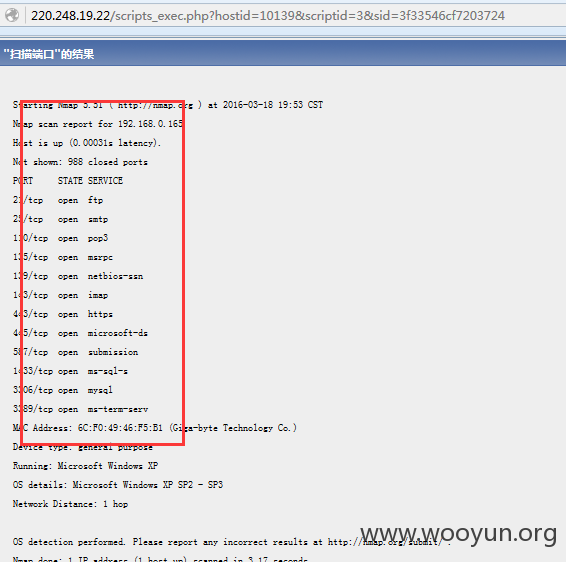 220.248.19.22/scripts_exec.php?hostid=10139&scriptid=3&sid=3f33546cf7203724
"扫描端口"的结果
Starting Nmap 5.51 ( http://nmap.org ) at 2016-03-18 19:53 CST
Nmap scan report for 192.168.0.165
Host is up (0.00031s latency).
Not shown: 988 closed ports
PORT STATE SERVICE
21/tcp open ftp
25/tcp open smtp
110/tcp open pop3
135/tcp open msrpc
139/tcp open netbios-ssn
143/tcp open imap
443/tcp open https
445/tcp open microsoft-ds
587/tcp open submission
1433/tcp open ms-sql-s
3306/tcp open mysql
3389/tcp open ms-term-serv
MAC Address: 6C:F0:49:46:F5:B1 (Giga-byte Technology Co.)
Device type: general purpose
Running: Microsoft Windows XP
OS details: Microsoft Windows XP SP2 - SP3
Network Distance: 1 hop
OS detection performed. Please report any incorrect results at http://nmap.org/submit/ .
Nmap done: 1 IP address (1 host up) scanned in 3.17 seconds
www.wooyun.org